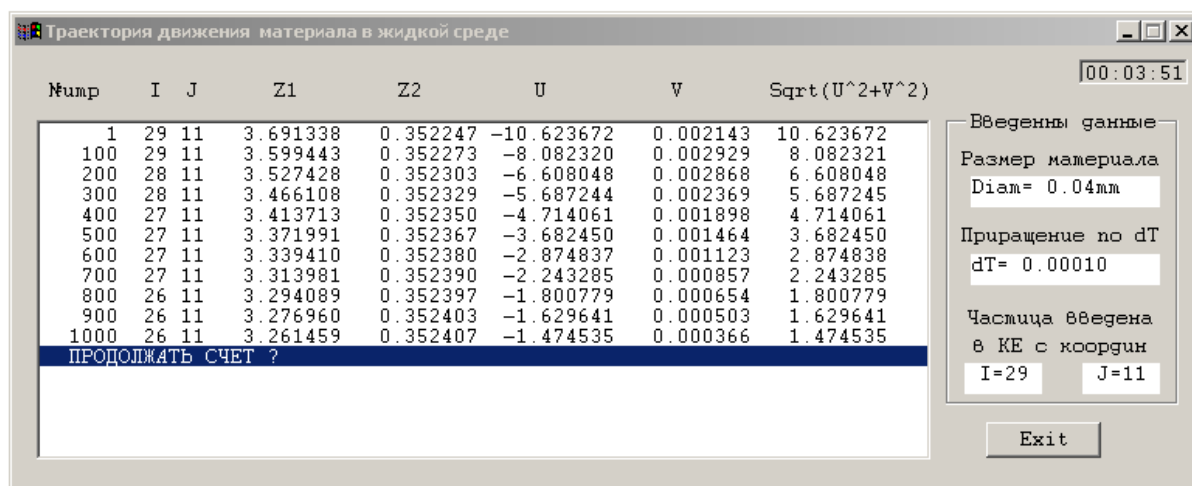 Траектория движения материала в жидкой среде
00:03:51
Nитр I J Z1 Z2 U V Sqrt(U^2+V^2)
1 29 11 3.691338 0.352247 -10.623672 0.002143 10.623672
100 29 11 3.599443 0.352273 -8.082320 0.002929 8.082321
200 28 11 3.527428 0.352303 -6.608048 0.002868 6.608048
300 28 11 3.466108 0.352329 -5.687244 0.002369 5.687245
400 27 11 3.413713 0.352350 -4.714061 0.001898 4.714061
500 27 11 3.371991 0.352367 -3.682450 0.001464 3.682450
600 27 11 3.339410 0.352380 -2.874837 0.001123 2.874838
700 27 11 3.313981 0.352390 -2.243285 0.000857 2.243285
800 26 11 3.294089 0.352397 -1.800779 0.000654 1.800779
900 26 11 3.276960 0.352403 -1.629641 0.000503 1.629641
1000 26 11 3.261459 0.352407 -1.474535 0.000366 1.474535
ПРОДОЛЖАТЬ СЧЕТ ?
Введенны данные
Размер материала
Diam= 0.04mm
Приращение по dT
dT= 0.00010
Частица введена
в КЕ с координ
I=29 J=11
Exit